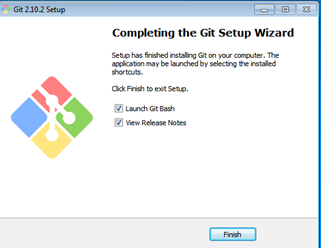 Git 2.10.2 Setup
Completing the Git Setup Wizard
Setup has finished installing Git on your computer. The
application may be launched by selecting the installed
shortcuts.
Click Finish to exit Setup.
Launch Git Bash
View Release Notes
Finish